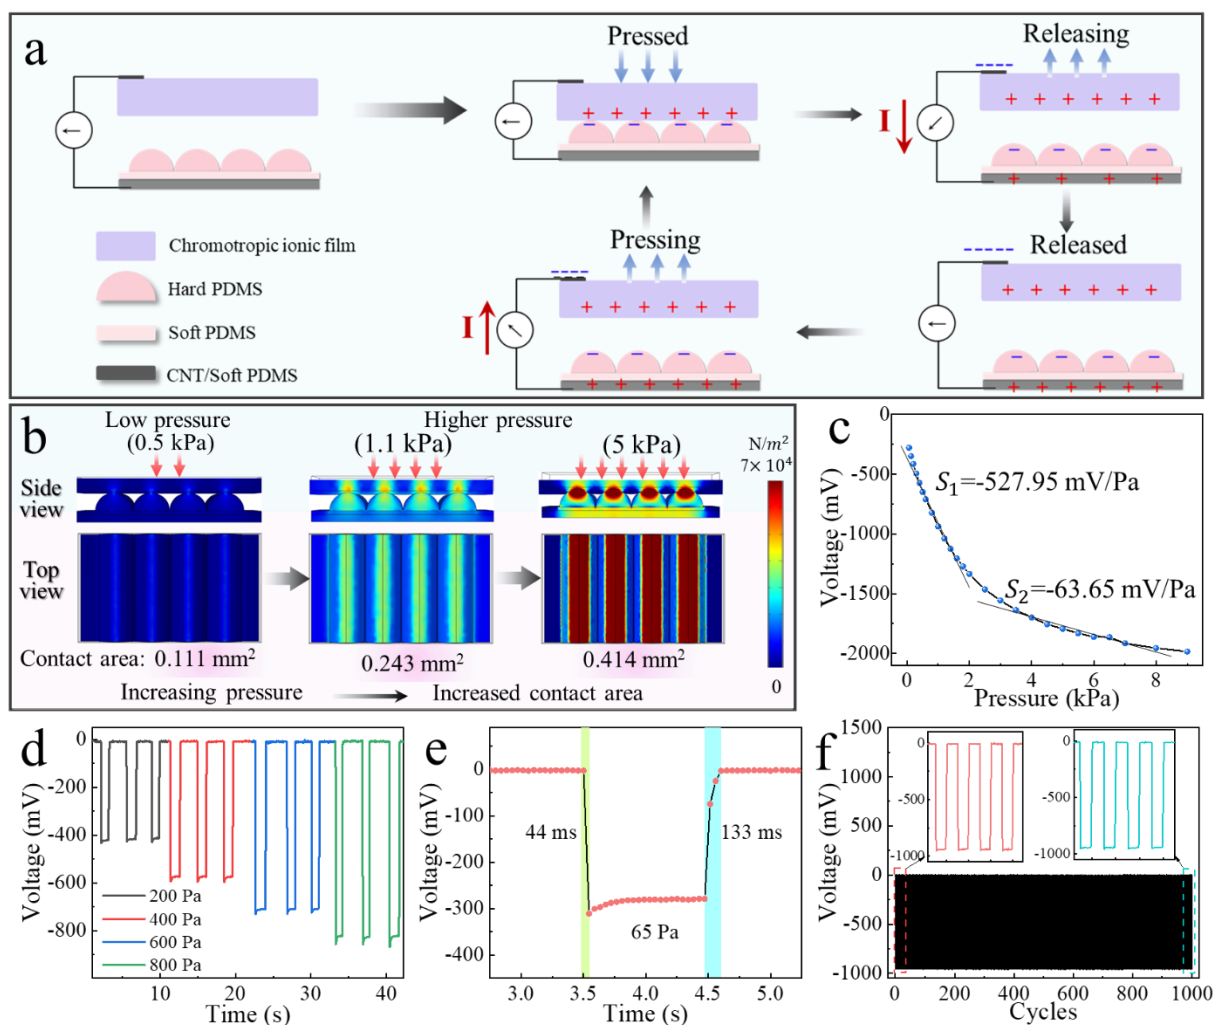 a
Pressed
Releasing
I
Chromotropic ionic film
Hard PDMS
Soft PDMS
CNT/Soft PDMS
Pressing
I
Released
b
Low pressure
(0.5 kPa)
Higher pressure
(1.1 kPa)
(5 kPa)
N/m²
7× 10⁴
0
Side
view
Top
view
Contact area: 0.111 mm²
0.243 mm²
0.414 mm²
Increasing pressure
Increased contact area
c
Voltage (mV)
0
-500
-1000
-1500
-2000
S₁=-527.95 mV/Pa
S₂=-63.65 mV/Pa
0 2 4 6 8
Pressure (kPa)
d
Voltage (mV)
0
-200
-400
-600
-800
200 Pa
400 Pa
600 Pa
800 Pa
10 20 30 40
Time (s)
e
Voltage (mV)
0
-100
-200
-300
-400
44 ms
133 ms
65 Pa
3.0 3.5 4.0 4.5 5.0
Time (s)
f
Voltage (mV)
1500
1000
500
0
-500
-1000
0
-500
-1000
0
-500
-1000
0 200 400 600 800 1000
Cycles